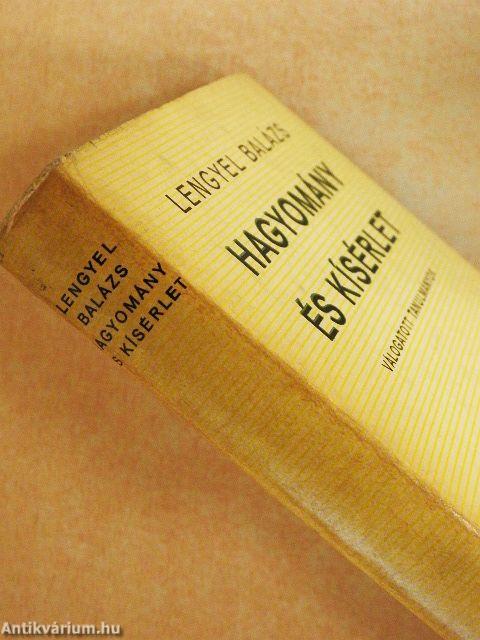 LENGYEL BALÁZS
HAGYOMÁNY
ÉS KÍSÉRLET
VÁLOGATOTT TANULMÁNYOK
LENGYEL
BALÁZS
HAGYOMÁNY
ÉS KÍSÉRLET
Antikvárium.hu